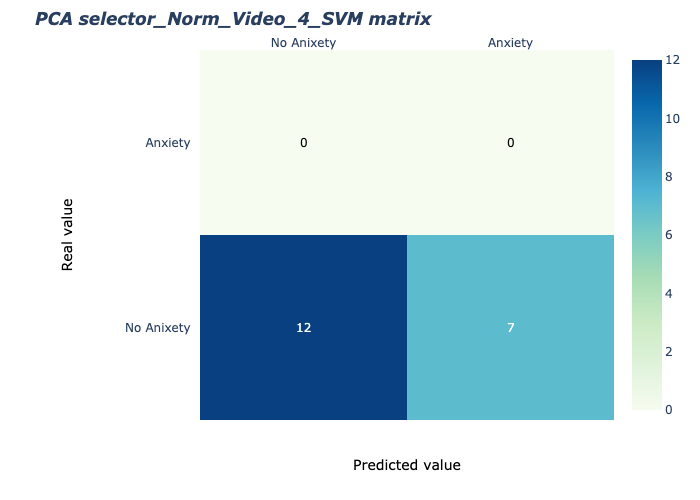 PCA selector_Norm_Video_4_SVM matrix
No Anixety Anxiety
12
10
8
6
4
2
0
Anxiety 0 0
Real value
No Anixety 12 7
Predicted value